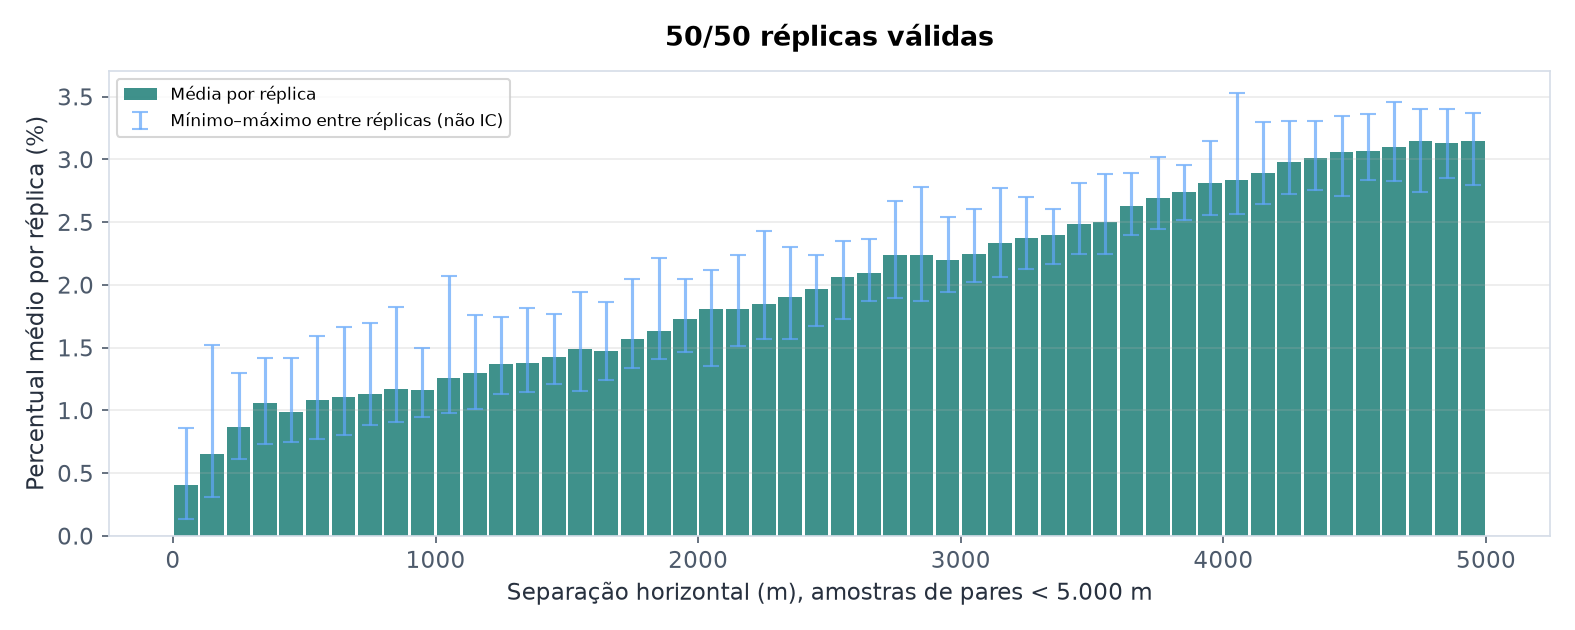 50/50 réplicas válidas
Média por réplica
Mínimo–máximo entre réplicas (não IC)
Percentual médio por réplica (%)
3.5
3.0
2.5
2.0
1.5
1.0
0.5
0.0
0 1000 2000 3000 4000 5000
Separação horizontal (m), amostras de pares < 5.000 m